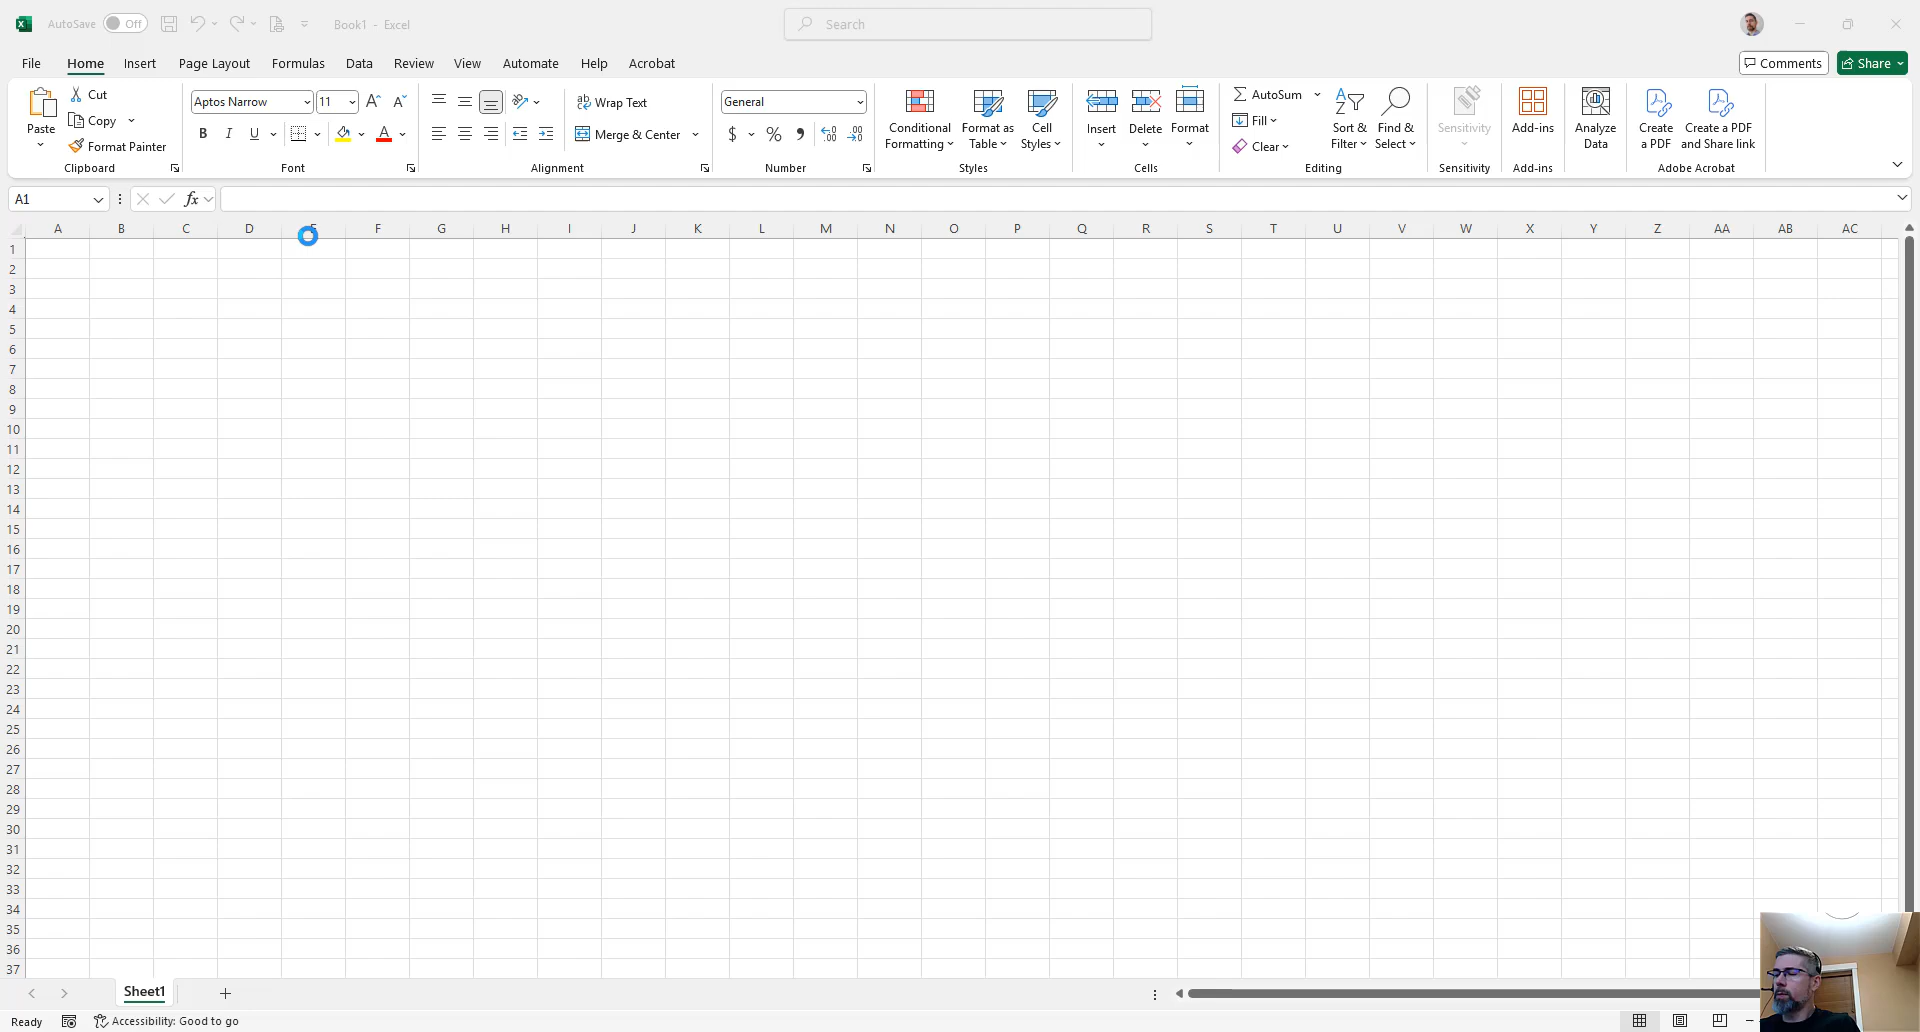 AutoSave Off Book1 - Excel Search
File Home Insert Page Layout Formulas Data Review View Automate Help Acrobat Comments Share
Paste Cut Copy Format Painter Clipboard
Aptos Narrow 11 B I U A Font
ab Wrap Text Merge & Center Alignment
General $ % Number
Conditional Formatting Format as Table Cell Styles Styles
Insert Delete Format Cells
AutoSum Fill Clear Sort & Filter Find & Select Editing
Sensitivity Sensitivity
Add-ins Add-ins
Analyze Data
Create a PDF Create a PDF and Share link Adobe Acrobat
A1 fx
A B C D E F G H I J K L M N O P Q R S T U V W X Y Z AA AB AC
1
2
3
4
5
6
7
8
9
10
11
12
13
14
15
16
17
18
19
20
21
22
23
24
25
26
27
28
29
30
31
32
33
34
35
36
37
Sheet1
Ready Accessibility: Good to go